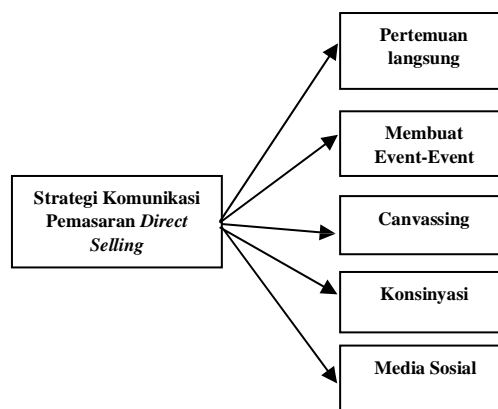 Pertemuan
langsung
Membuat
Event-Event
Strategi Komunikasi
Pemasaran Direct
Selling
Canvassing
Konsinyasi
Media Sosial